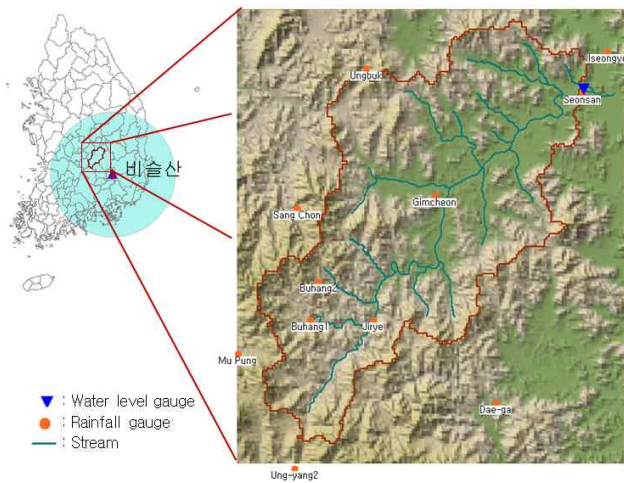 Ilseongye
Ungbuk
Seonsan
비슬산
Gimcheon
Sang Chon
Buhang2
Buhang1
Jirye
Mu Pung
Dae-ga
Ung-yang2
: Water level gauge
: Rainfall gauge
: Stream